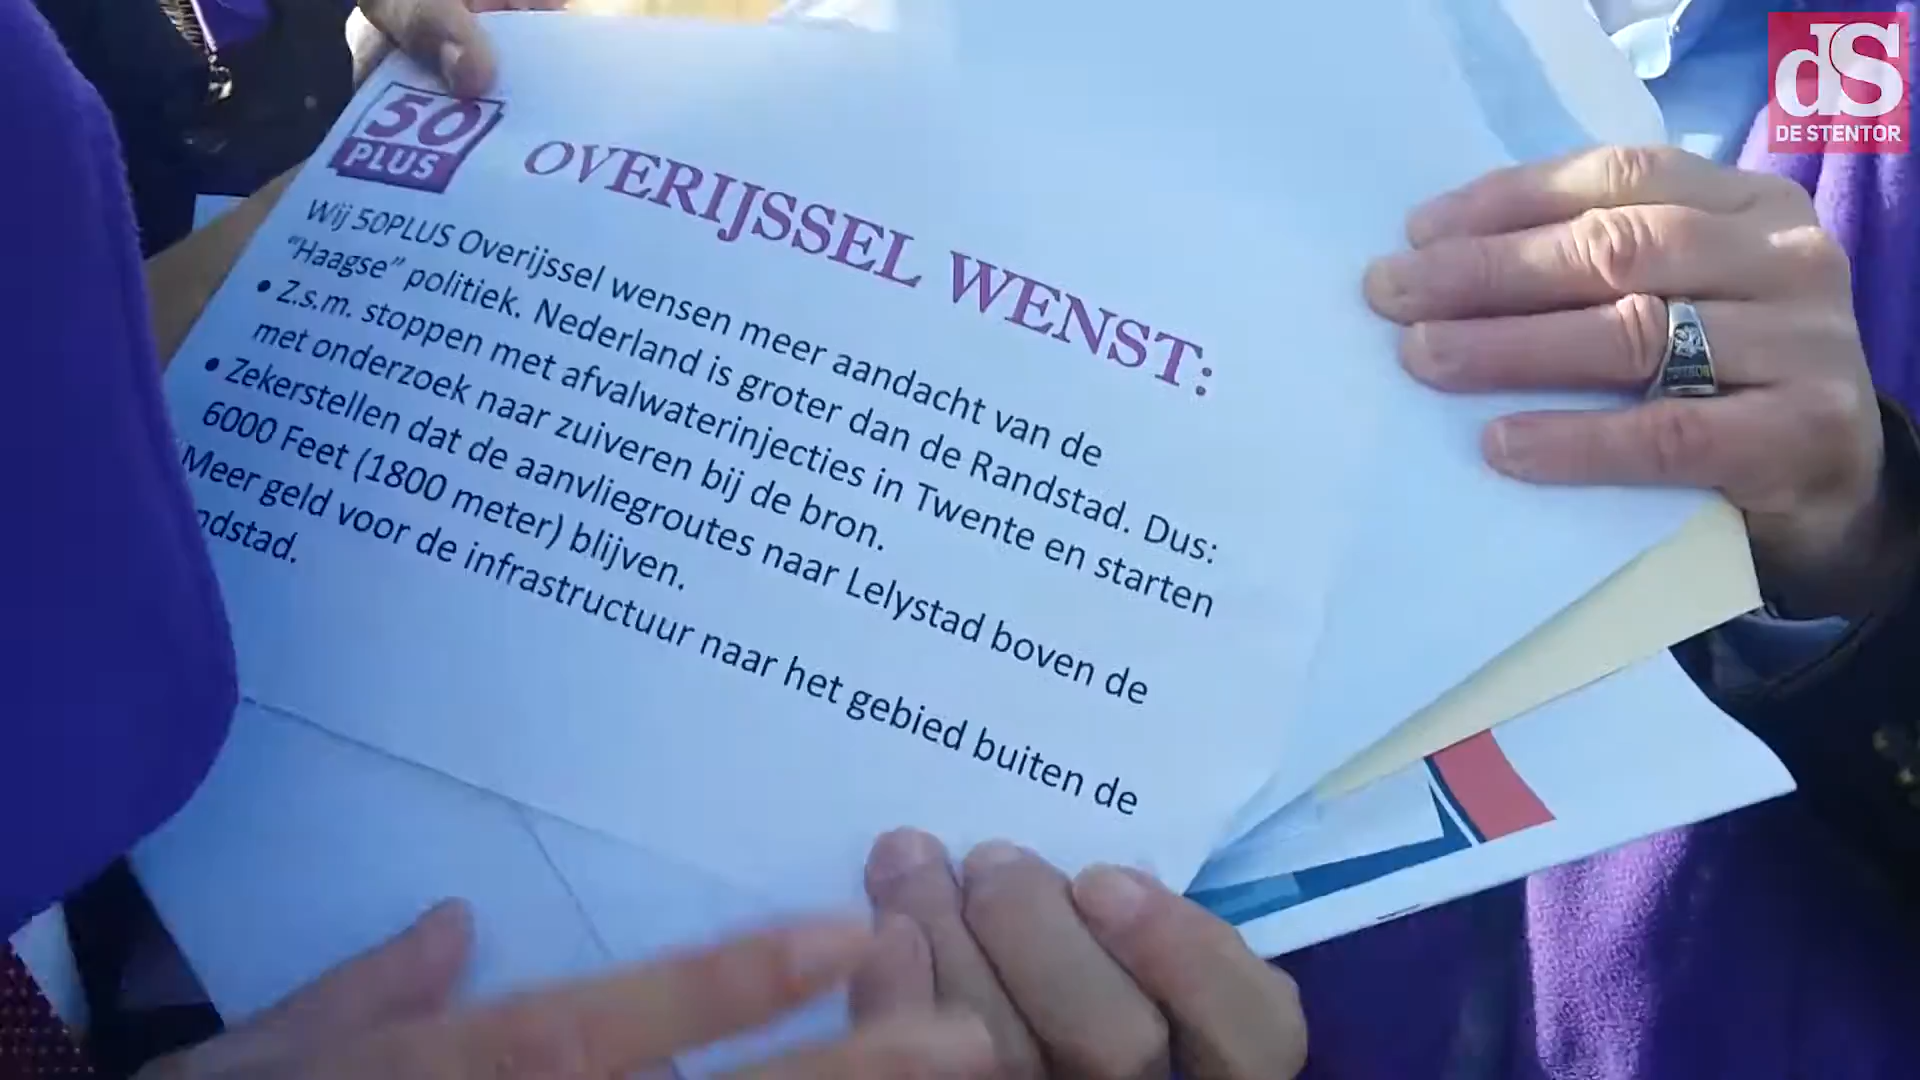 dS
DE STENTOR
50
PLUS
OVERIJSSEL WENST:
Wij 50PLUS Overijssel wensen meer aandacht van de
“Haagse” politiek. Nederland is groter dan de Randstad. Dus:
• Z.s.m. stoppen met afvalwaterinjecties in Twente en starten
met onderzoek naar zuiveren bij de bron.
• Zekerstellen dat de aanvliegroutes naar Lelystad boven de
6000 Feet (1800 meter) blijven.
Meer geld voor de infrastructuur naar het gebied buiten de
ndstad.